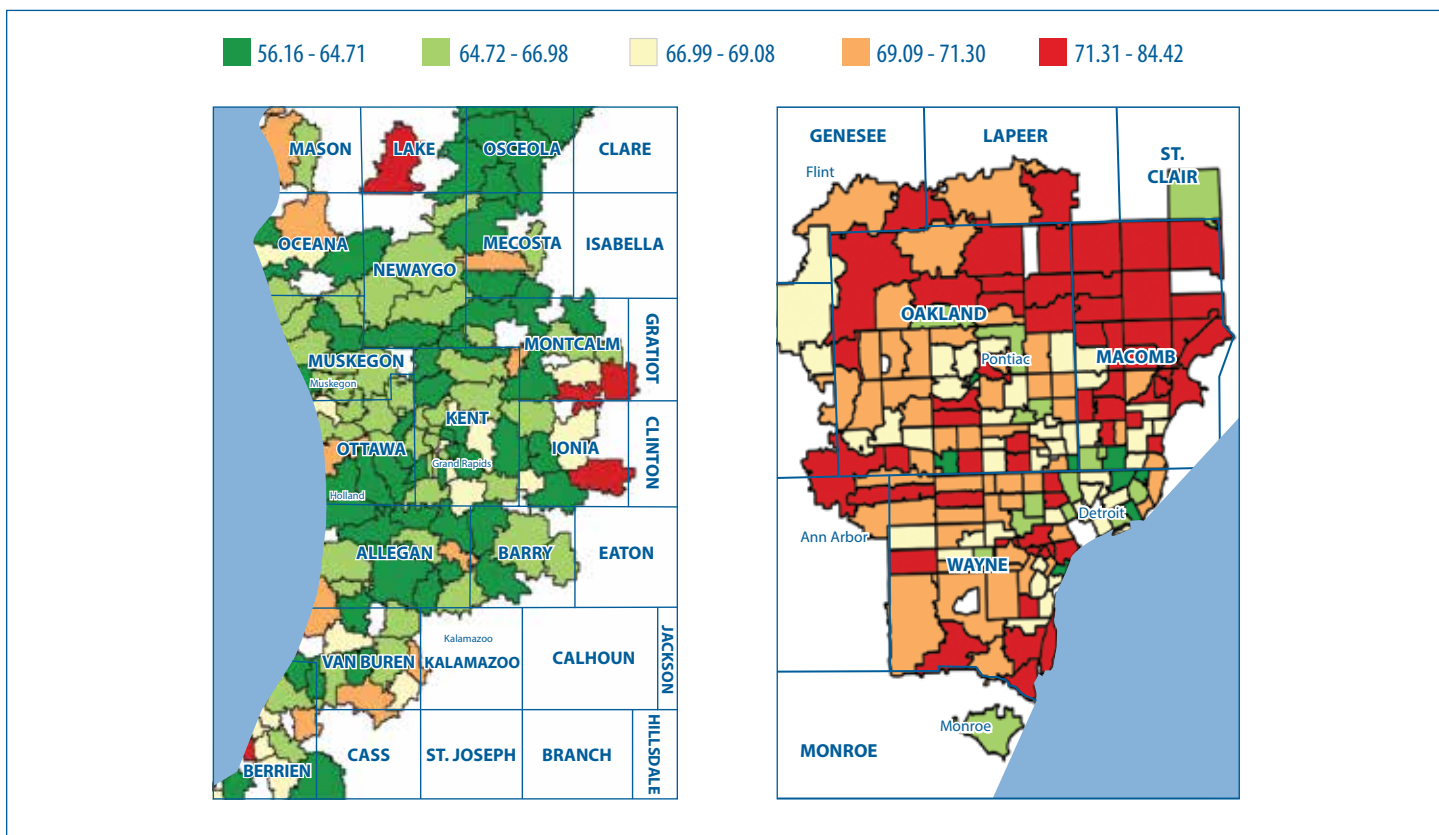 56.16 - 64.71
64.72 - 66.98
66.99 - 69.08
69.09 - 71.30
71.31 - 84.42
MASON
LAKE
OSCEOLA
CLARE
OCEANA
NEWAYGO
MECOSTA
ISABELLA
MUSKEGON
Muskegon
MONTCALM
GRATIOT
OTTAWA
KENT
Grand Rapids
IONIA
CLINTON
Holland
ALLEGAN
BARRY
EATON
VAN BUREN
Kalamazoo
KALAMAZOO
CALHOUN
JACKSON
BERRIEN
CASS
ST. JOSEPH
BRANCH
HILLSDALE
GENESEE
Flint
LAPEER
ST.
CLAIR
OAKLAND
Pontiac
MACOMB
Ann Arbor
Detroit
WAYNE
Monroe
MONROE